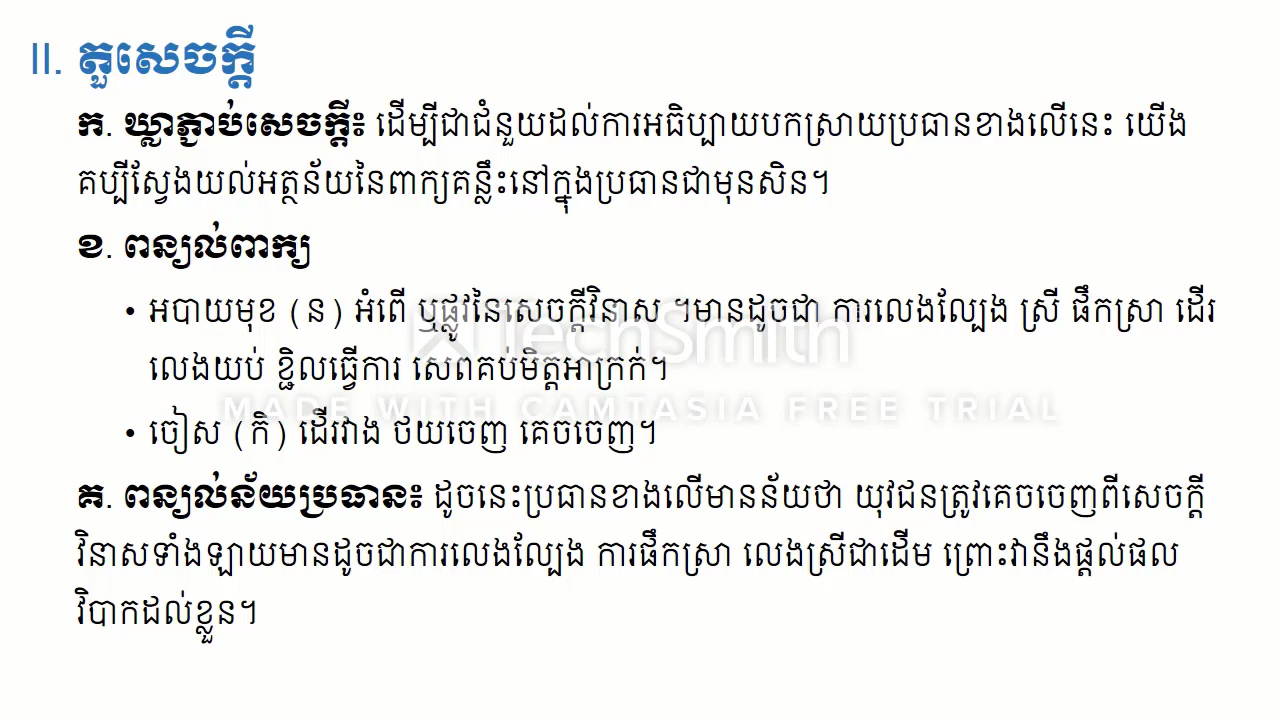 II. តួសេចក្តី
ក. ឃ្លាភ្ជាប់សេចក្តី៖ ដើម្បីជាជំនួយដល់ការអធិប្បាយបកស្រាយប្រធានខាងលើនេះ យើង
គប្បីស្វែងយល់អត្ថន័យនៃពាក្យគន្លឹះនៅក្នុងប្រធានជាមុនសិន។
ខ. ពន្យល់ពាក្យ
• អបាយមុខ (ន) អំពើ ឬផ្លូវនៃសេចក្តីវិនាស ។មានដូចជា ការលេងល្បែង ស្រី ផឹកស្រា ដើរ
លេងយប់ ខ្ជិលធ្វើការ សេពគប់មិត្តអាក្រក់។
TechSmith
MADE WITH CAMTASIA FREE TRIAL
• ចៀស (កិ) ដើរវាង ថយចេញ គេចចេញ។
គ. ពន្យល់ន័យប្រធាន៖ ដូចនេះប្រធានខាងលើមានន័យថា យុវជនត្រូវគេចចេញពីសេចក្តី
វិនាសទាំងឡាយមានដូចជាការលេងល្បែង ការផឹកស្រា លេងស្រីជាដើម ព្រោះវានឹងផ្តល់ផល
វិបាកដល់ខ្លួន។